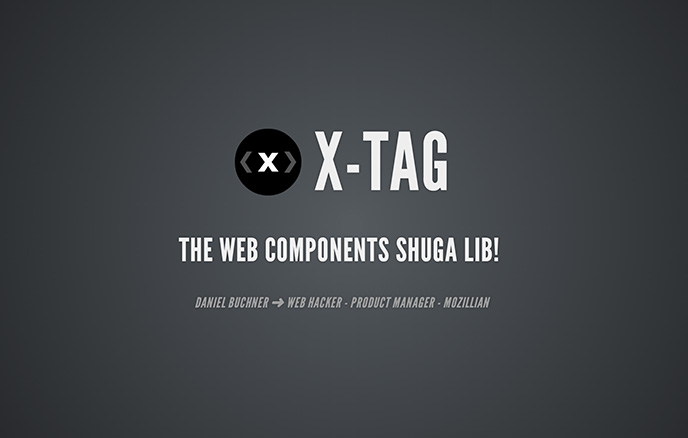 ‹x› X-TAG
THE WEB COMPONENTS SHUGA LIB!
DANIEL BUCHNER ➔ WEB HACKER - PRODUCT MANAGER - MOZILLIAN